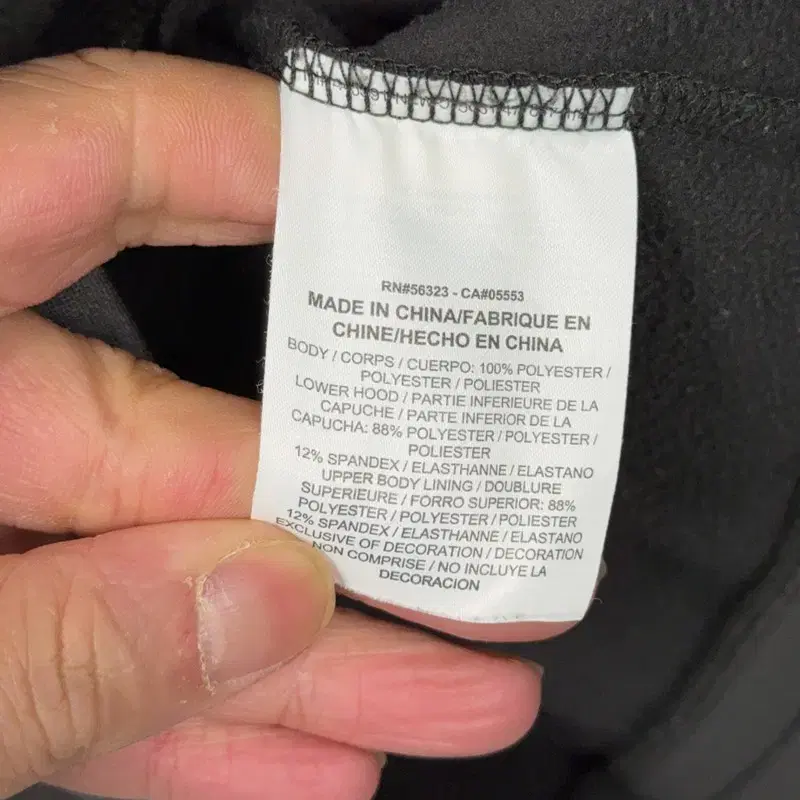 RN#56323 - CA#05553
MADE IN CHINA/FABRIQUE EN
CHINE/HECHO EN CHINA
BODY / CORPS / CUERPO: 100% POLYESTER /
POLYESTER / POLIESTER
LOWER HOOD / PARTIE INFERIEURE DE LA
CAPUCHE / PARTE INFERIOR DE LA
CAPUCHA: 88% POLYESTER / POLYESTER /
POLIESTER
12% SPANDEX / ELASTHANNE / ELASTANO
UPPER BODY LINING / DOUBLURE
SUPERIEURE / FORRO SUPERIOR: 88%
POLYESTER / POLYESTER / POLIESTER
12% SPANDEX / ELASTHANNE / ELASTANO
EXCLUSIVE OF DECORATION / DECORATION
NON COMPRISE / NO INCLUYE LA
DECORACION